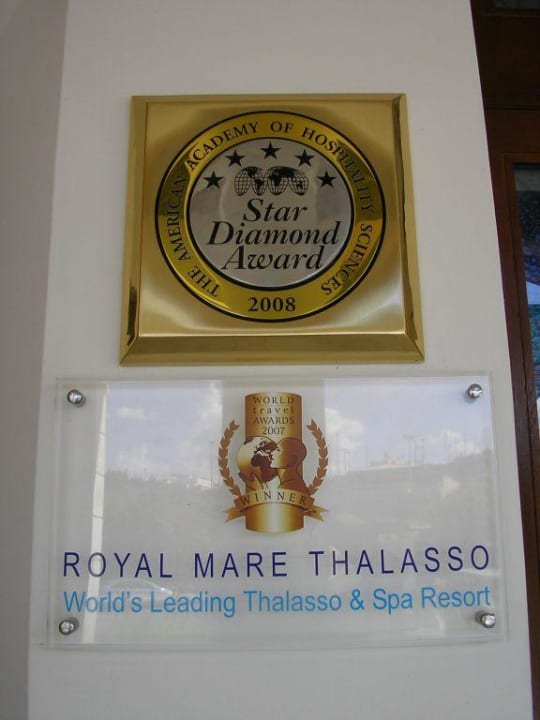 THE AMERICAN ACADEMY OF HOSPITALITY SCIENCES
Star
Diamond
Award
2008
WORLD
travel
AWARDS
2007
WINNER
ROYAL MARE THALASSO
World's Leading Thalasso & Spa Resort